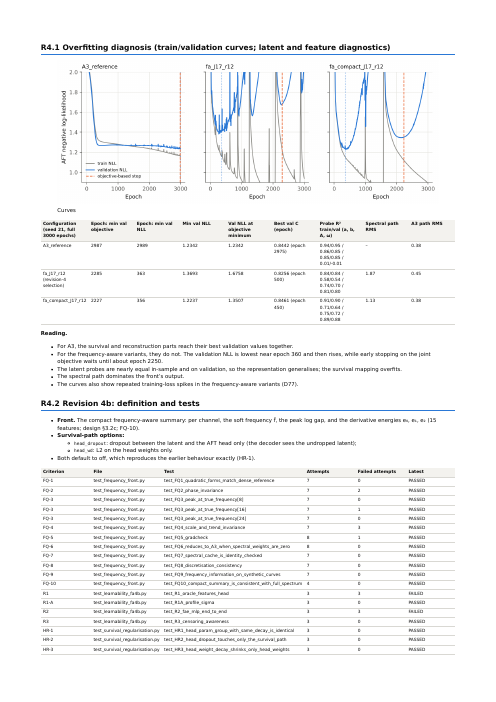 R4.1 Overfitting diagnosis (train/validation curves; latent and feature diagnostics)
A3_reference
fa_J17_r12
fa_compact_J17_r12
2.0
1.8
1.6
1.4
1.2
1.0
AFT negative log-likelihood
train NLL
validation NLL
objective-based step
0 1000 2000 3000
0 1000 2000 3000
0 1000 2000 3000
Epoch
Epoch
Epoch
Curves
Configuration (seed 21, full 3000 epochs) Epoch: min val objective Epoch: min val NLL Min val NLL Val NLL at objective minimum Best val C (epoch) Probe R² train/val (a, b, A, ω) Spectral path RMS A3 path RMS
A3_reference 2987 2989 1.2342 1.2342 0.8442 (epoch 2975) 0.94/0.95 / 0.86/0.85 / 0.85/0.85 / 0.01/-0.01 – 0.38
fa_J17_r12 (revision-4 selection) 2285 363 1.3693 1.6758 0.8256 (epoch 500) 0.84/0.84 / 0.58/0.54 / 0.74/0.70 / 0.81/0.80 1.87 0.45
fa_compact_J17_r12 2227 356 1.2237 1.3507 0.8461 (epoch 450) 0.91/0.90 / 0.71/0.64 / 0.75/0.72 / 0.89/0.88 1.13 0.38
Reading.
• For A3, the survival and reconstruction parts reach their best validation values together.
• For the frequency-aware variants, they do not. The validation NLL is lowest near epoch 360 and then rises, while early stopping on the joint
objective waits until about epoch 2250.
• The latent probes are nearly equal in-sample and on validation, so the representation generalises; the survival mapping overfits.
• The spectral path dominates the front's output.
• The curves also show repeated training-loss spikes in the frequency-aware variants (D77).
R4.2 Revision 4b: definition and tests
• Front. The compact frequency-aware summary: per channel, the soft frequency f, the peak log gap, and the derivative energies e₀, e₁, e₂ (15
features; design §3.2c; FQ-10).
• Survival-path options:
head_dropout: dropout between the latent and the AFT head only (the decoder sees the undropped latent);
head_wd: L2 on the head weights only.
• Both default to off, which reproduces the earlier behaviour exactly (HR-1).
Criterion File Test Attempts Failed attempts Latest
FQ-1 test_frequency_front.py test_FQ1_quadratic_forms_match_dense_reference 7 0 PASSED
FQ-2 test_frequency_front.py test_FQ2_phase_invariance 7 2 PASSED
FQ-3 test_frequency_front.py test_FQ3_peak_at_true_frequency[8] 7 0 PASSED
FQ-3 test_frequency_front.py test_FQ3_peak_at_true_frequency[16] 7 1 PASSED
FQ-3 test_frequency_front.py test_FQ3_peak_at_true_frequency[24] 7 0 PASSED
FQ-4 test_frequency_front.py test_FQ4_scale_and_trend_invariance 7 3 PASSED
FQ-5 test_frequency_front.py test_FQ5_gradcheck 8 1 PASSED
FQ-6 test_frequency_front.py test_FQ6_reduces_to_A3_when_spectral_weights_are_zero 8 0 PASSED
FQ-7 test_frequency_front.py test_FQ7_spectral_cache_is_identity_checked 7 0 PASSED
FQ-8 test_frequency_front.py test_FQ8_discretisation_consistency 7 0 PASSED
FQ-9 test_frequency_front.py test_FQ9_frequency_information_on_synthetic_curves 7 0 PASSED
FQ-10 test_frequency_front.py test_FQ10_compact_summary_is_consistent_with_full_spectrum 4 0 PASSED
R1 test_learnability_fa4b.py test_R1_oracle_features_head 3 3 FAILED
R1-A test_learnability_fa4b.py test_R1A_profile_sigma 3 0 PASSED
R2 test_learnability_fa4b.py test_R2_fae_mlp_end_to_end 3 3 FAILED
R3 test_learnability_fa4b.py test_R3_censoring_awareness 3 0 PASSED
HR-1 test_survival_regularisation.py test_HR1_head_param_group_with_same_decay_is_identical 3 0 PASSED
HR-2 test_survival_regularisation.py test_HR2_head_dropout_touches_only_the_survival_path 3 0 PASSED
HR-3 test_survival_regularisation.py test_HR3_head_weight_decay_shrinks_only_head_weights 3 0 PASSED